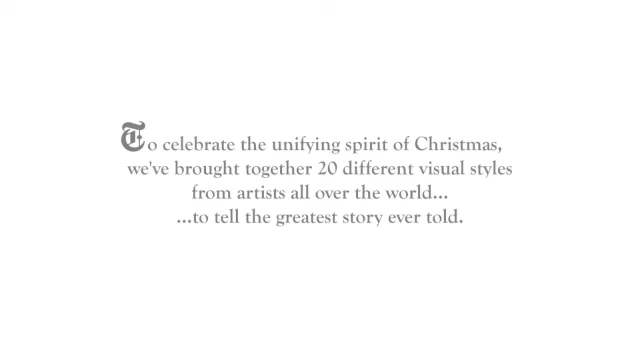 To celebrate the unifying spirit of Christmas,
we've brought together 20 different visual styles
from artists all over the world...
...to tell the greatest story ever told.